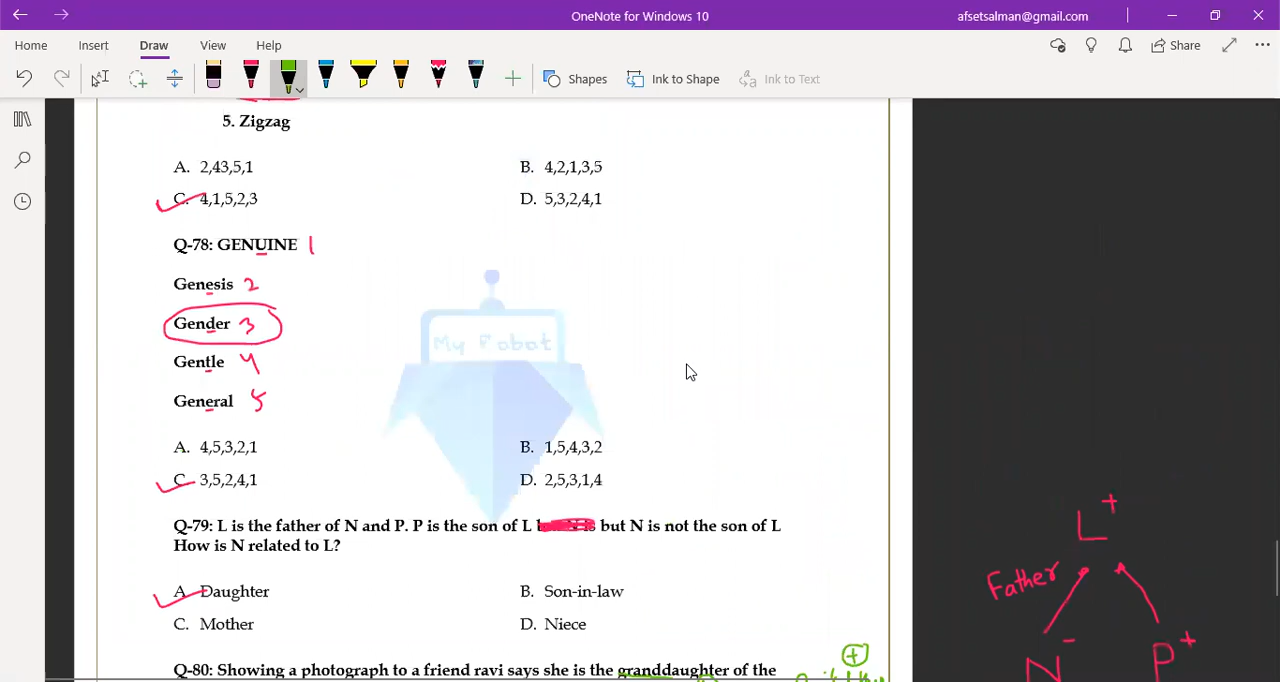 OneNote for Windows 10
afsetsalman@gmail.com
Home Insert Draw View Help
Share
Shapes Ink to Shape Ink to Text
5. Zigzag
A. 2,43,5,1 B. 4,2,1,3,5
C. 4,1,5,2,3 D. 5,3,2,4,1
Q-78: GENUINE 1
Genesis 2
Gender 3
Gentle 4
General 5
My Robot
A. 4,5,3,2,1 B. 1,5,4,3,2
C. 3,5,2,4,1 D. 2,5,3,1,4
Q-79: L is the father of N and P. P is the son of L but N is not the son of L
How is N related to L?
A. Daughter B. Son-in-law
C. Mother D. Niece
Q-80: Showing a photograph to a friend ravi says she is the granddaughter of the
L +
Father
N - P +